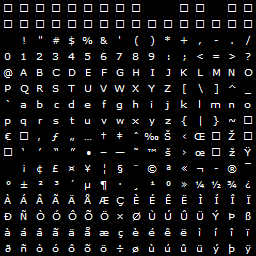 □ □ □ □ □ □ □ □ □ □ □ □ □
□ □ □ □ □ □ □ □ □ □ □ □ □ □ □ □
! " # $ % & ' ( ) * + , - . /
0 1 2 3 4 5 6 7 8 9 : ; < = > ?
@ A B C D E F G H I J K L M N O
P Q R S T U V W X Y Z [ \ ] ^ _
` a b c d e f g h i j k l m n o
p q r s t u v w x y z { | } ~ □
€ □ ‚ ƒ „ … † ‡ ˆ ‰ Š ‹ Œ □ Ž □
□ ‘ ’ “ ” • – — ˜ ™ š › œ □ ž Ÿ
¡ ¢ £ ¤ ¥ ¦ § ¨ © ª « ¬ - ® ¯
° ± ² ³ ´ µ ¶ · ¸ ¹ º » ¼ ½ ¾ ¿
À Á Â Ã Ä Å Æ Ç È É Ê Ë Ì Í Î Ï
Ð Ñ Ò Ó Ô Õ Ö × Ø Ù Ú Û Ü Ý Þ ß
à á â ã ä å æ ç è é ê ë ì í î ï
ð ñ ò ó ô õ ö ÷ ø ù ú û ü ý þ ÿ